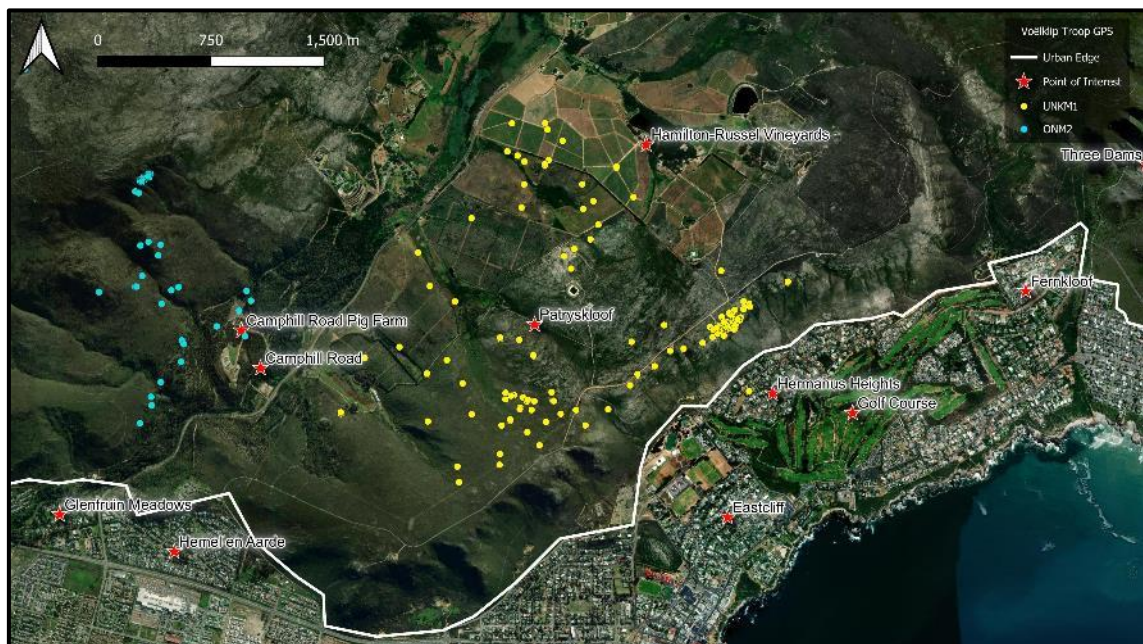 0 750 1,500 m
Voëlklip Troop GPS
Urban Edge
Point of Interest
UNKM1
ONM2
Hamilton-Russel Vineyards
Three Dams
Fernkloof
Patryskloof
Camphill Road Pig Farm
Camphill Road
Hermanus Heights
Golf Course
Glenfruin Meadows
Eastcliff
Hemel en Aarde